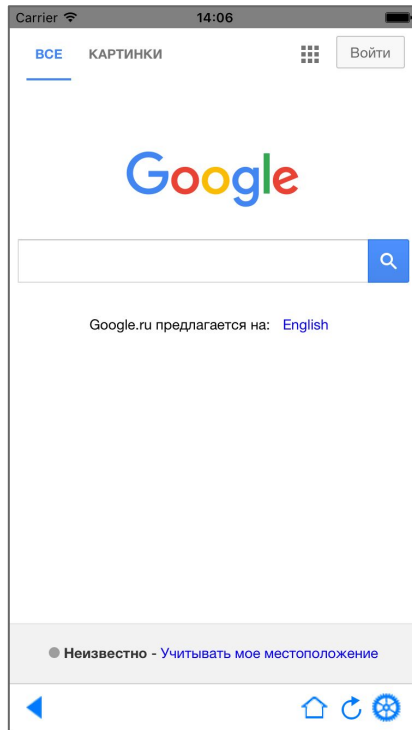 Carrier 14:06
ВСЕ КАРТИНКИ Войти
Google
Google.ru предлагается на: English
Неизвестно - Учитывать мое местоположение